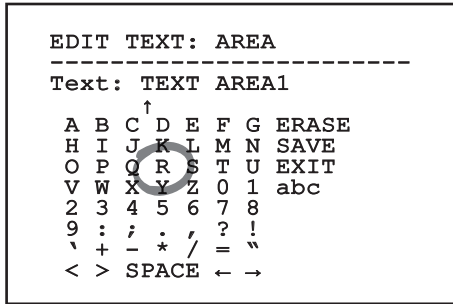 EDIT TEXT: AREA
------------------------
Text: TEXT AREA1
↑
A B C D E F G ERASE
H I J K L M N SAVE
O P Q R S T U EXIT
V W X Y Z 0 1 abc
2 3 4 5 6 7 8
9 : ; . , ? !
‵ + - * / = ‶
< > SPACE ← →